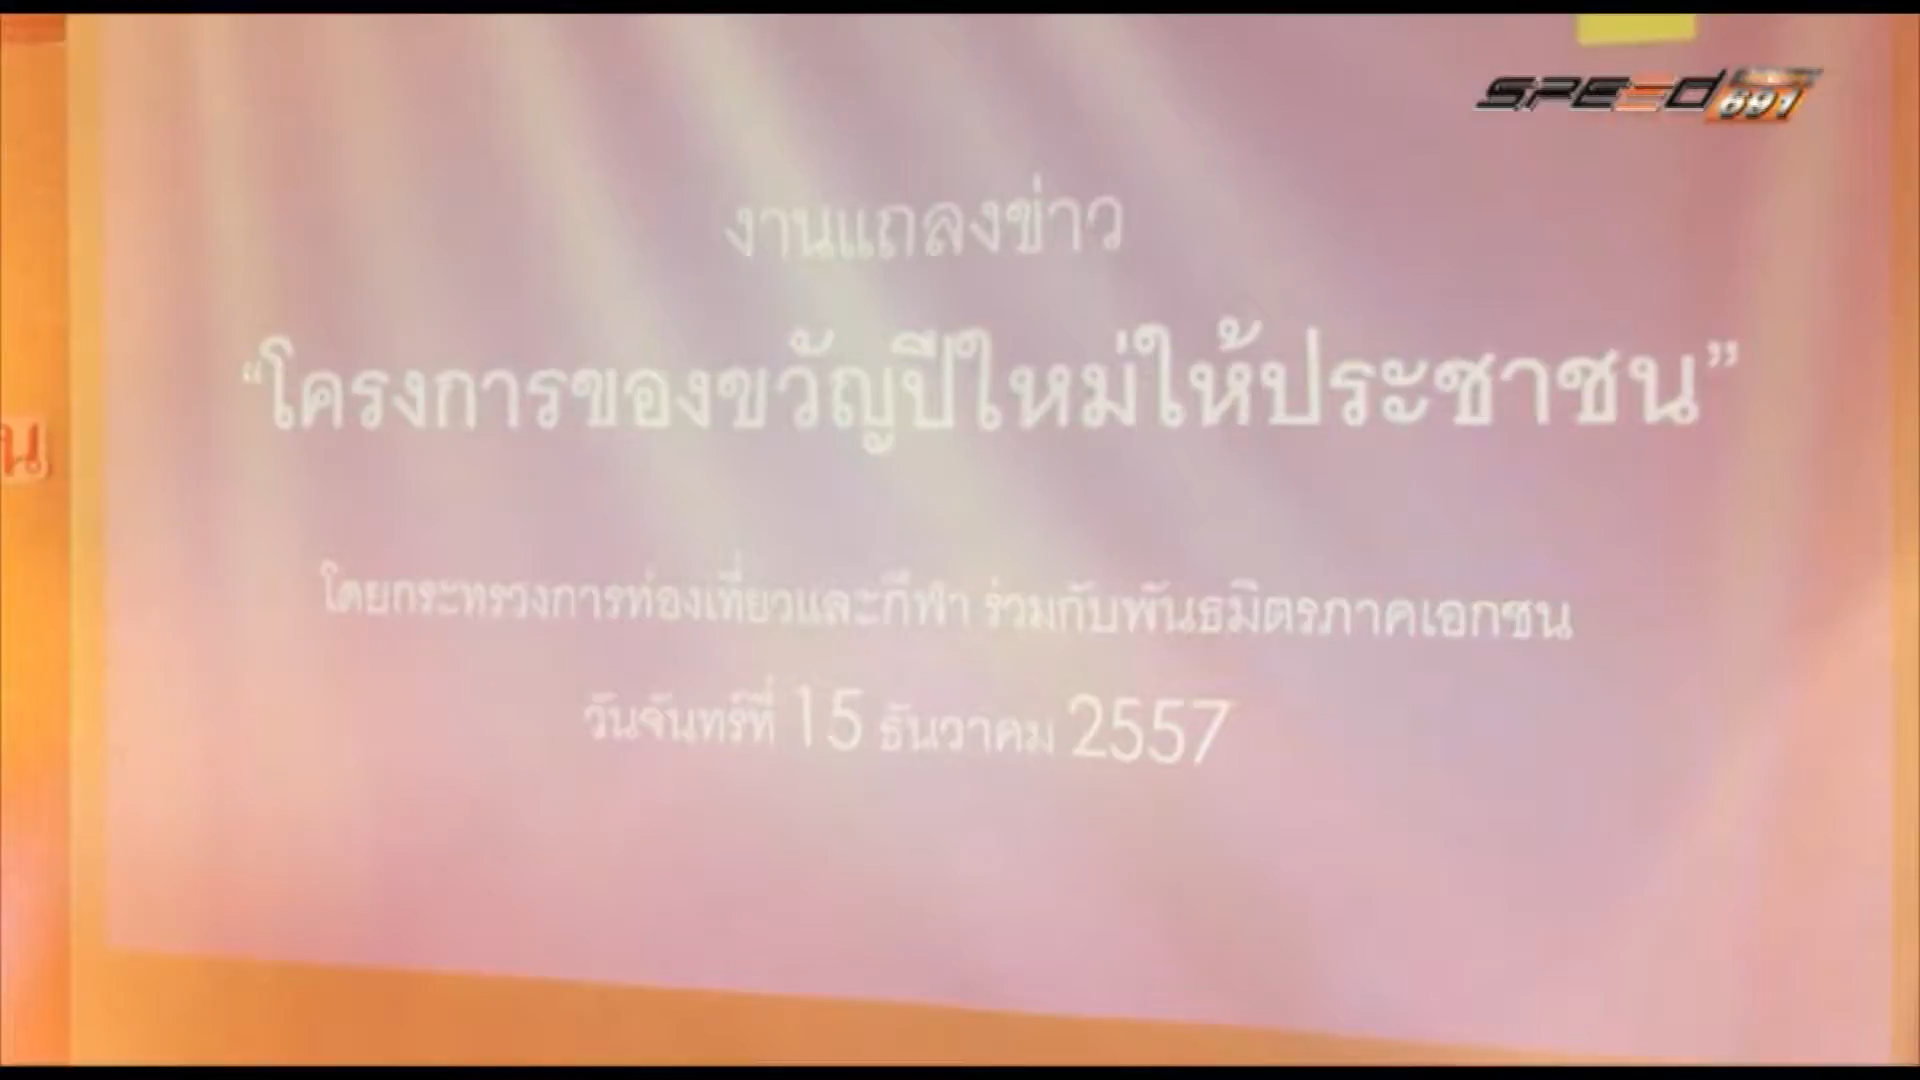 SPEED 691
งานแถลงข่าว
“โครงการของขวัญปีใหม่ให้ประชาชน”
น
โดยกระทรวงการท่องเที่ยวและกีฬา ร่วมกับพันธมิตรภาคเอกชน
วันจันทร์ที่ 15 ธันวาคม 2557